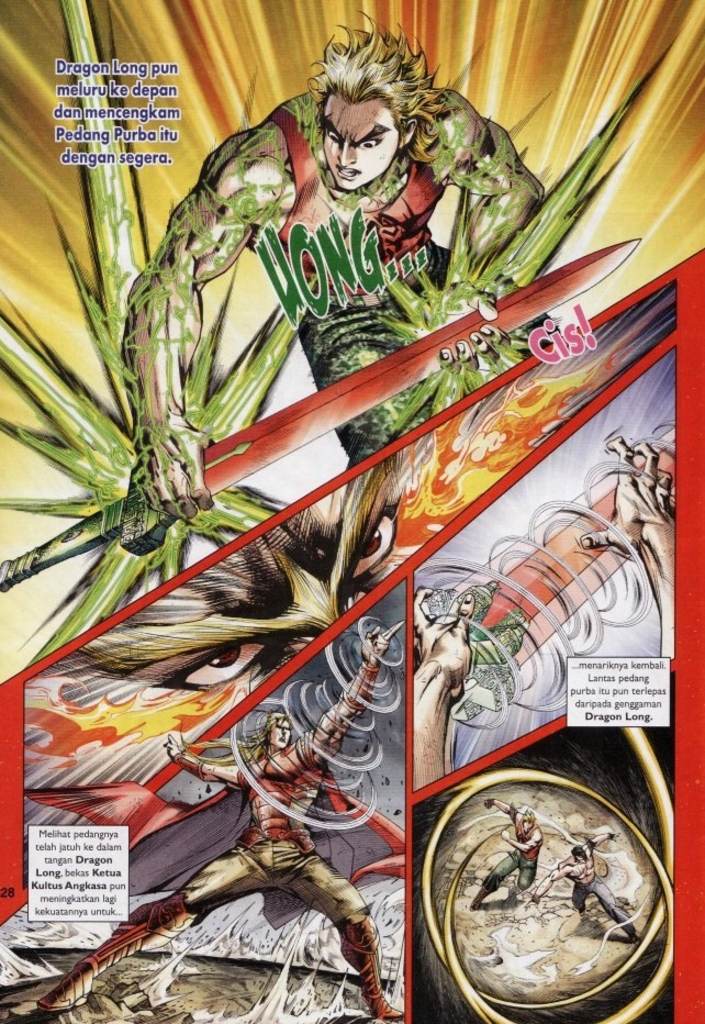 Dragon Long pun
meluru ke depan
dan mencengkam
Pedang Purba itu
dengan segera.
UONG...
Cis!
...menariknya kembali.
Lantas pedang
purba itu pun terlepas
daripada genggaman
Dragon Long.
Melihat pedangnya
telah jatuh ke dalam
tangan Dragon
Long, bekas Ketua
Kultus Angkasa pun
meningkatkan lagi
kekuatannya untuk...
28